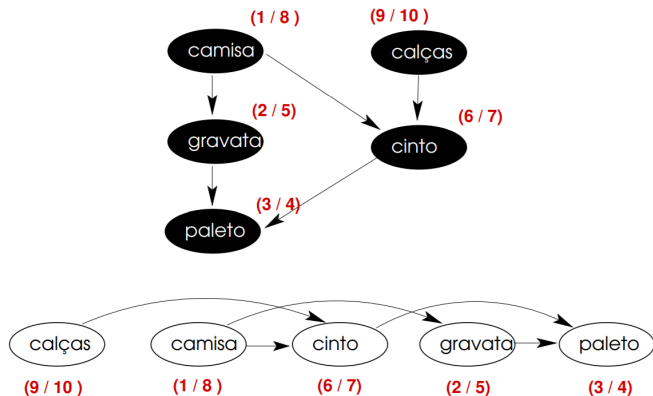 (1 / 8 )
(9 / 10 )
camisa
calças
(2 / 5)
(6 / 7)
gravata
cinto
(3 / 4)
paleto
calças
camisa
cinto
gravata
paleto
(9 / 10 )
(1 / 8 )
(6 / 7)
(2 / 5)
(3 / 4)